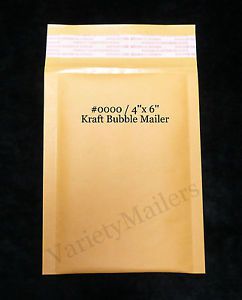 #0000 / 4"x 6"
Kraft Bubble Mailer
VarietyMailers